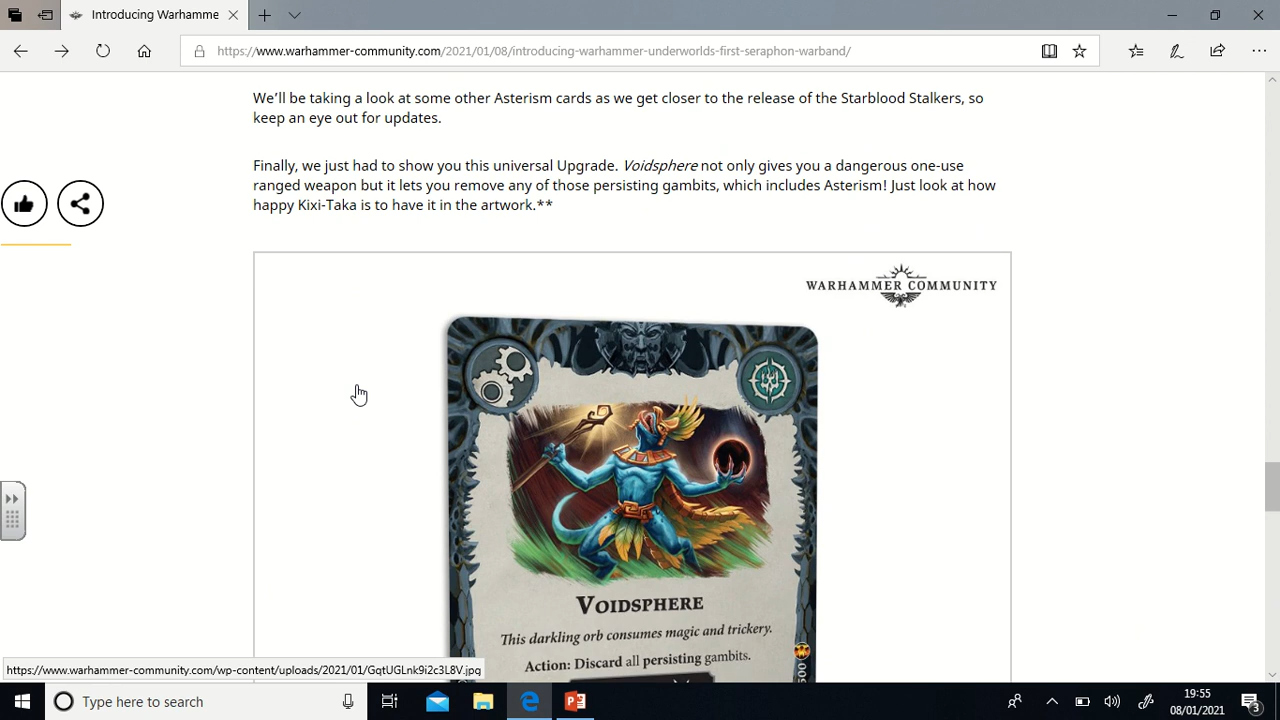 Introducing Warhamme
https://www.warhammer-community.com/2021/01/08/introducing-warhammer-underworlds-first-seraphon-warband/
We'll be taking a look at some other Asterism cards as we get closer to the release of the Starblood Stalkers, so
keep an eye out for updates.
Finally, we just had to show you this universal Upgrade. Voidsphere not only gives you a dangerous one-use
ranged weapon but it lets you remove any of those persisting gambits, which includes Asterism! Just look at how
happy Kixi-Taka is to have it in the artwork.**
WARHAMMER COMMUNITY
VOIDSPHERE
This darkling orb consumes magic and trickery.
Action: Discard all persisting gambits.
https://www.warhammer-community.com/wp-content/uploads/2021/01/GqtUGLnk9i2c3L8V.jpg
Type here to search
19:55
08/01/2021
3